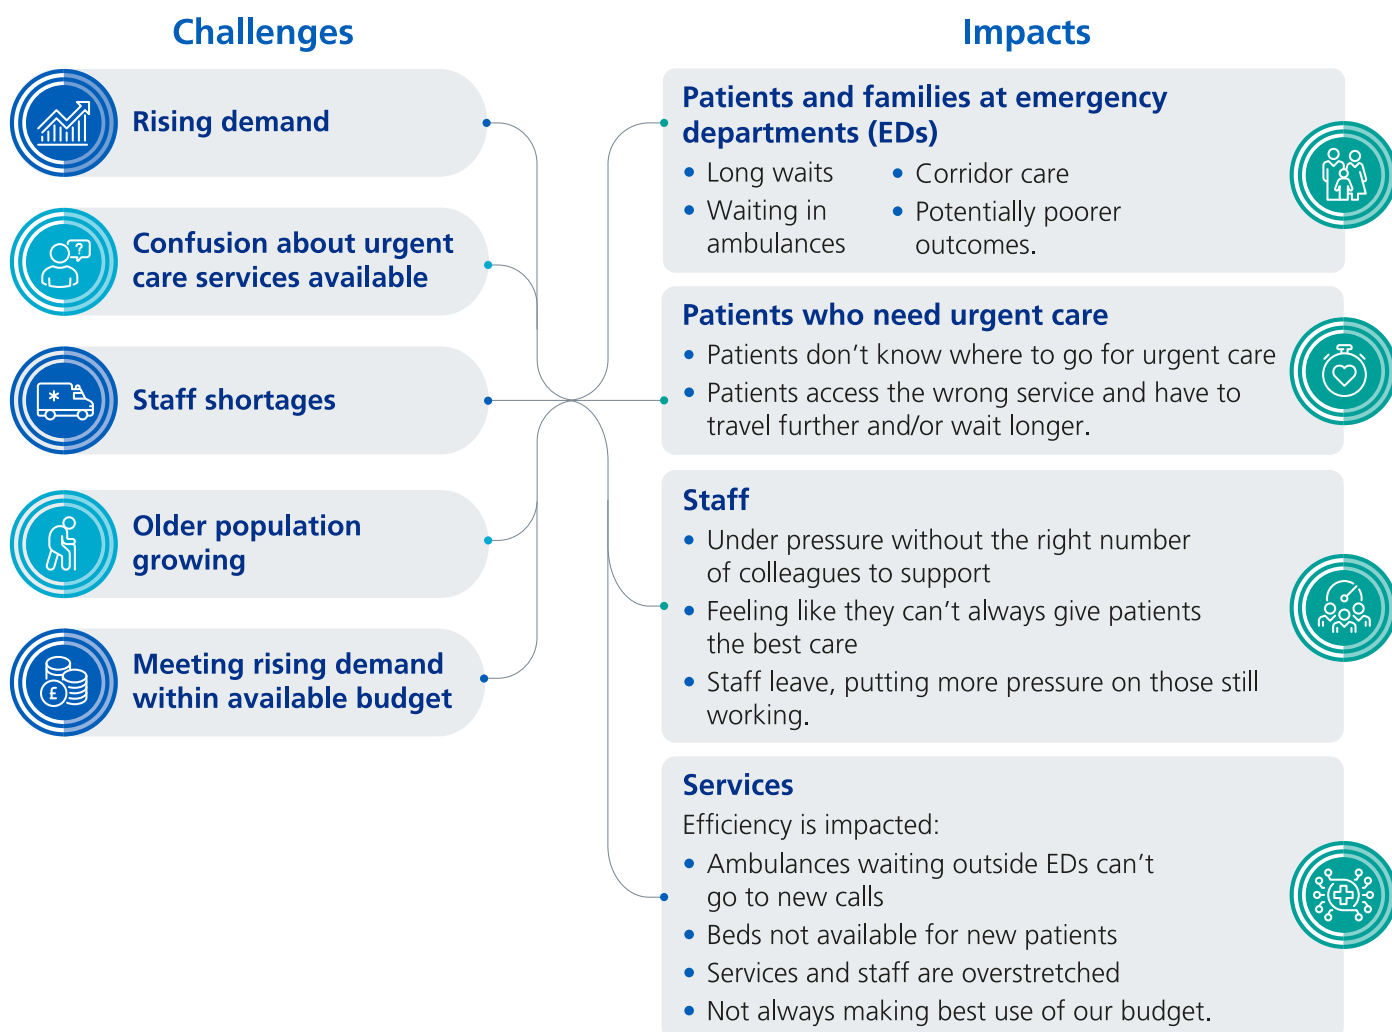 Challenges
Rising demand
Confusion about urgent
care services available
Staff shortages
Older population
growing
Meeting rising demand
within available budget
£
?
Impacts
Patients and families at emergency
departments (EDs)
• Long waits
• Waiting in
ambulances
• Corridor care
• Potentially poorer
outcomes.
Patients who need urgent care
• Patients don’t know where to go for urgent care
• Patients access the wrong service and have to
travel further and/or wait longer.
Staff
• Under pressure without the right number
of colleagues to support
• Feeling like they can’t always give patients
the best care
• Staff leave, putting more pressure on those still
working.
Services
Efficiency is impacted:
• Ambulances waiting outside EDs can’t
go to new calls
• Beds not available for new patients
• Services and staff are overstretched
• Not always making best use of our budget.